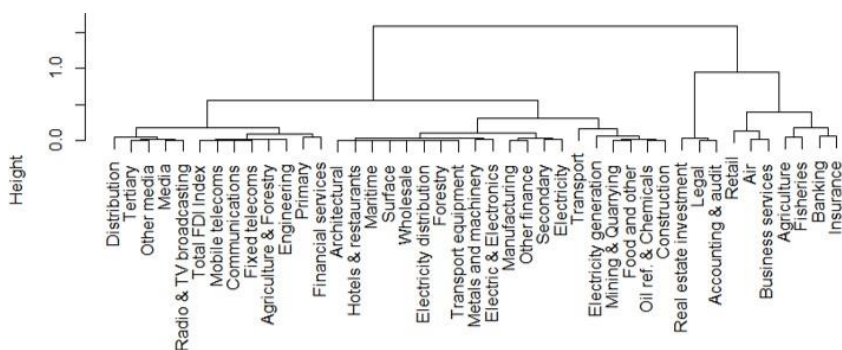 1.0
0.0
Height
Distribution
Tertiary
Other media
Media
Radio & TV broadcasting
Total FDI Index
Mobile telecoms
Communications
Fixed telecoms
Agriculture & Forestry
Engineering
Primary
Financial services
Architectural
Hotels & restaurants
Maritime
Surface
Wholesale
Electricity distribution
Forestry
Transport equipment
Metals and machinery
Electric & Electronics
Manufacturing
Other finance
Secondary
Electricity
Transport
Electricity generation
Mining & Quarrying
Food and other
Oil ref. & Chemicals
Construction
Real estate investment
Legal
Accounting & audit
Retail
Air
Business services
Agriculture
Fisheries
Banking
Insurance